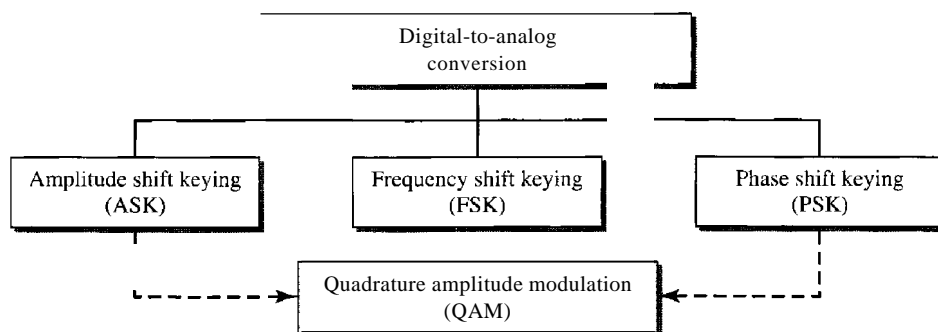 Digital-to-analog
conversion
Amplitude shift keying
(ASK)
Frequency shift keying
(FSK)
Phase shift keying
(PSK)
Quadrature amplitude modulation
(QAM)